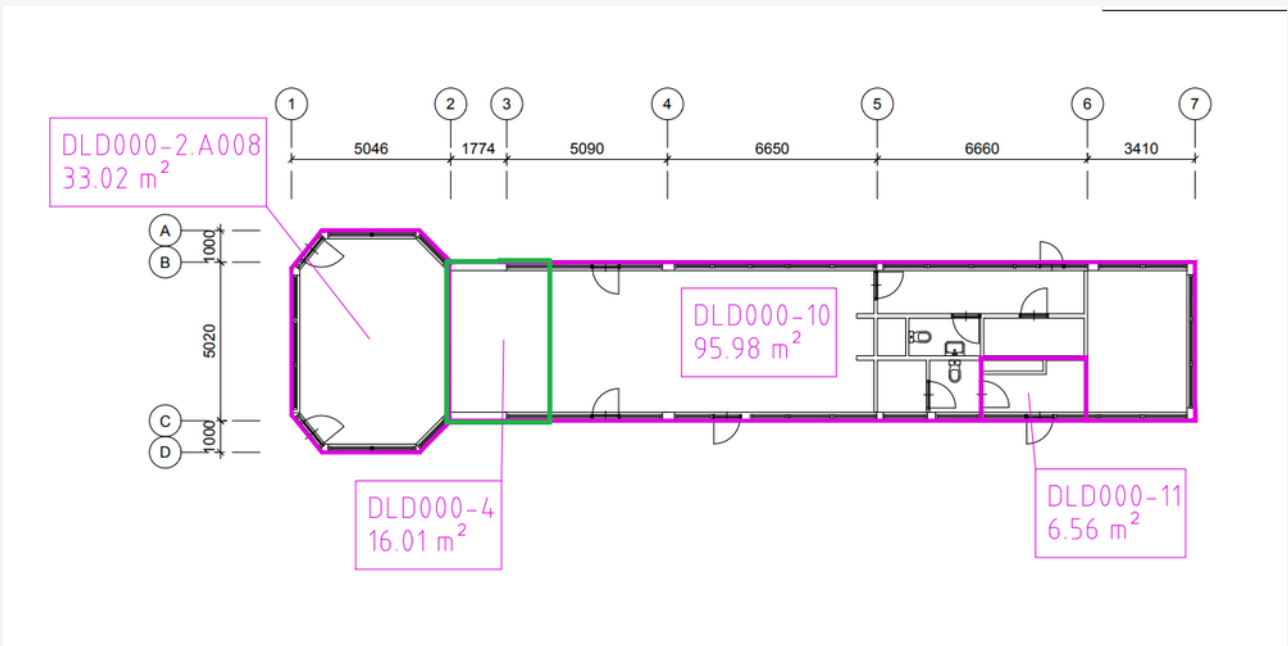 1 2 3 4 5 6 7
5046 1774 5090 6650 6660 3410
DLD000-2.A008
33.02 m²
A
1000
B
5020
C
1000
D
DLD000-10
95.98 m²
DLD000-4
16.01 m²
DLD000-11
6.56 m²